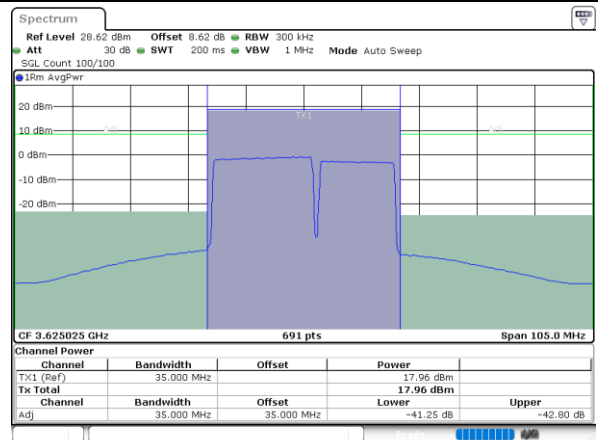 Spectrum
Ref Level 28.62 dBm Offset 8.62 dB RBW 300 kHz
Att 30 dB SWT 200 ms VBW 1 MHz Mode Auto Sweep
SGL Count 100/100
1Rm AvgPwr
20 dBm
TX1
10 dBm
Adj
Adj
0 dBm
-10 dBm
-20 dBm
CF 3.625025 GHz 691 pts Span 105.0 MHz
Channel Power
Channel Bandwidth Offset Power
TX1 (Ref) 35.000 MHz 17.96 dBm
Tx Total 17.96 dBm
Channel Bandwidth Offset Lower Upper
Adj 35.000 MHz 35.000 MHz -41.25 dB -42.80 dB